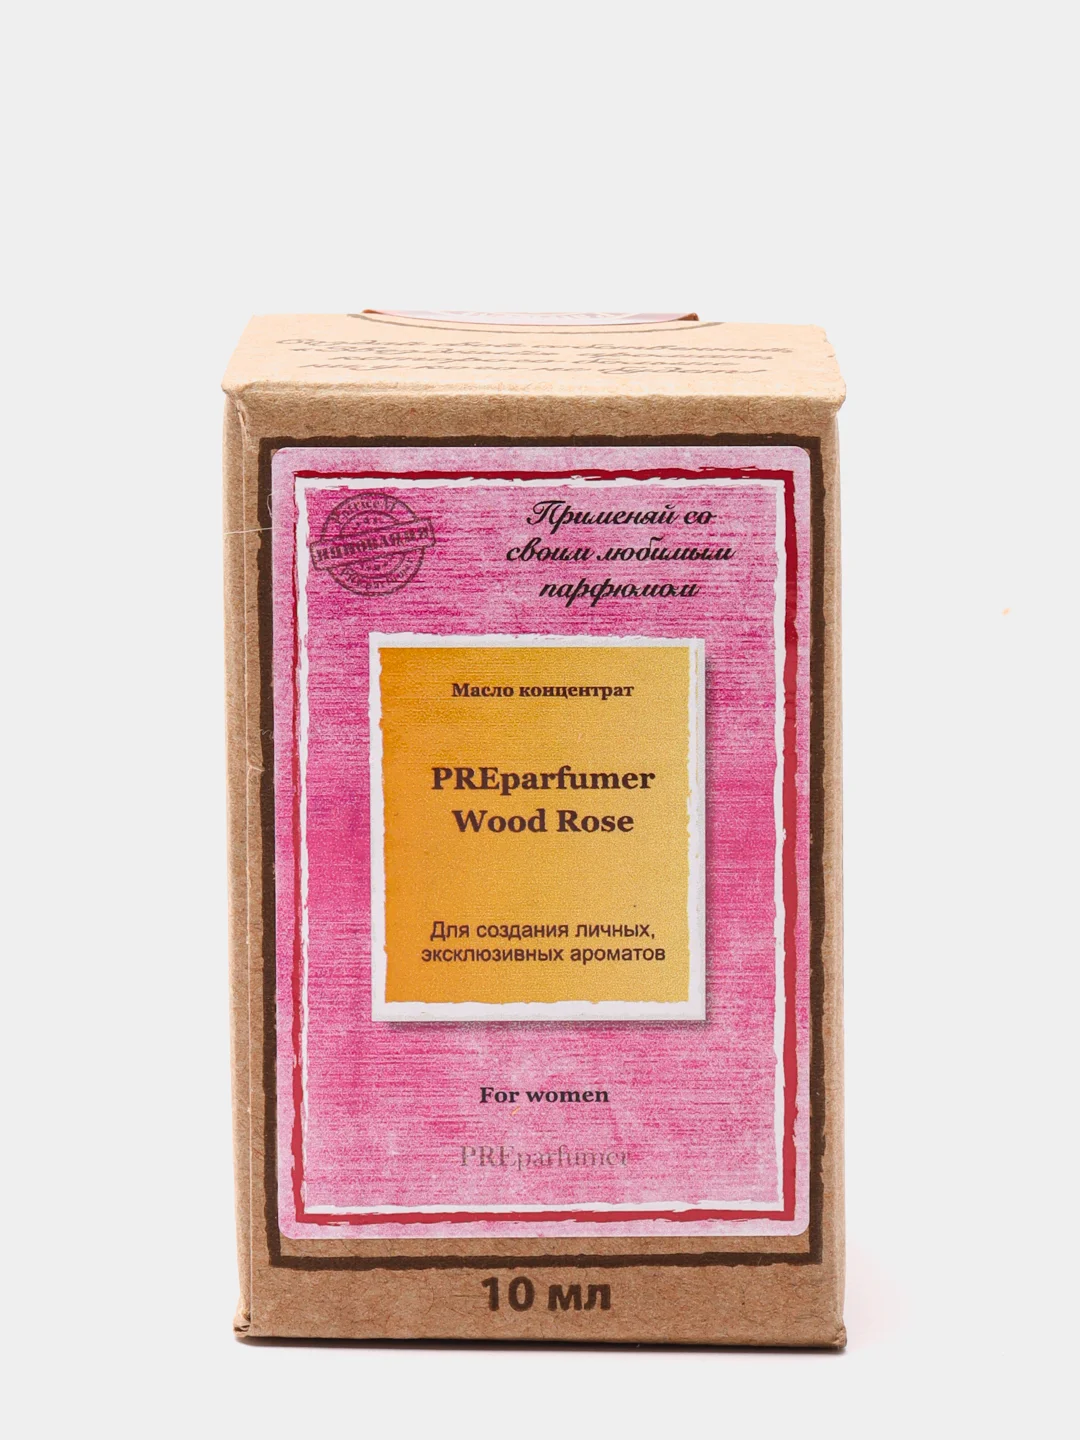 Применяй со
своим любимым
парфюмом
Масло концентрат
PREparfumer
Wood Rose
Для создания личных,
эксклюзивных ароматов
For women
PREparfumer
10 мл